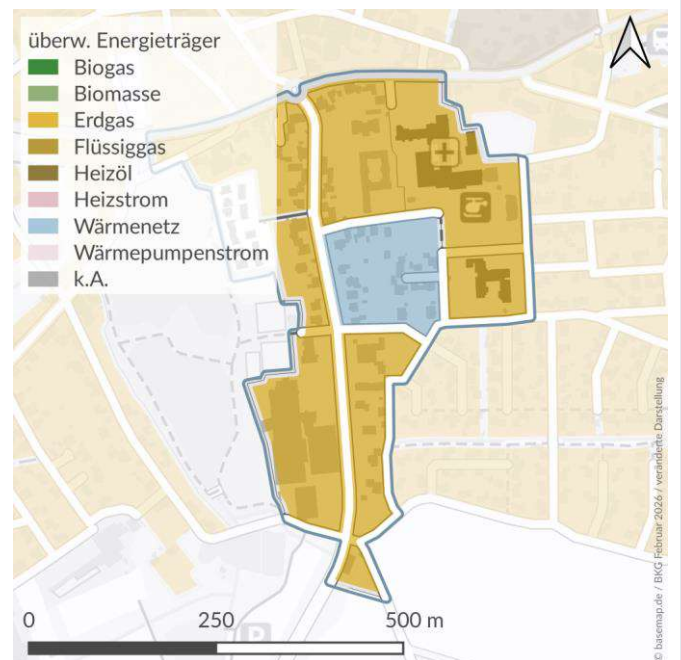 überw. Energieträger
Biogas
Biomasse
Erdgas
Flüssiggas
Heizöl
Heizstrom
Wärmenetz
Wärmepumpenstrom
k.A.
0 250 500 m
P
© basemap.de / BKG Februar 2026 / veränderte Darstellung